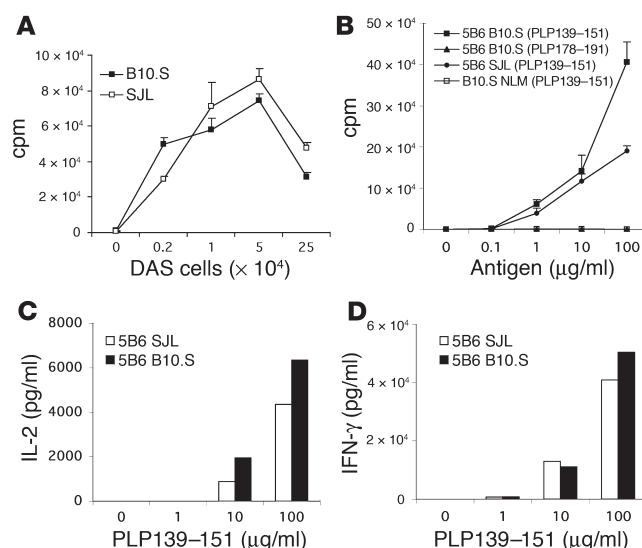 A
10 × 10⁴
8 × 10⁴
6 × 10⁴
4 × 10⁴
2 × 10⁴
0
cpm
B10.S
SJL
0 0.2 1 5 25
DAS cells (× 10⁴)
B
50 × 10⁴
40 × 10⁴
30 × 10⁴
20 × 10⁴
10 × 10⁴
0
cpm
5B6 B10.S (PLP139–151)
5B6 B10.S (PLP178–191)
5B6 SJL (PLP139–151)
B10.S NLM (PLP139–151)
0 0.1 1 10 100
Antigen (µg/ml)
C
8000
6000
4000
2000
0
IL-2 (pg/ml)
5B6 SJL
5B6 B10.S
0 1 10 100
PLP139–151 (µg/ml)
D
6 × 10⁴
4 × 10⁴
2 × 10⁴
0
IFN-γ (pg/ml)
5B6 SJL
5B6 B10.S
0 1 10 100
PLP139–151 (µg/ml)